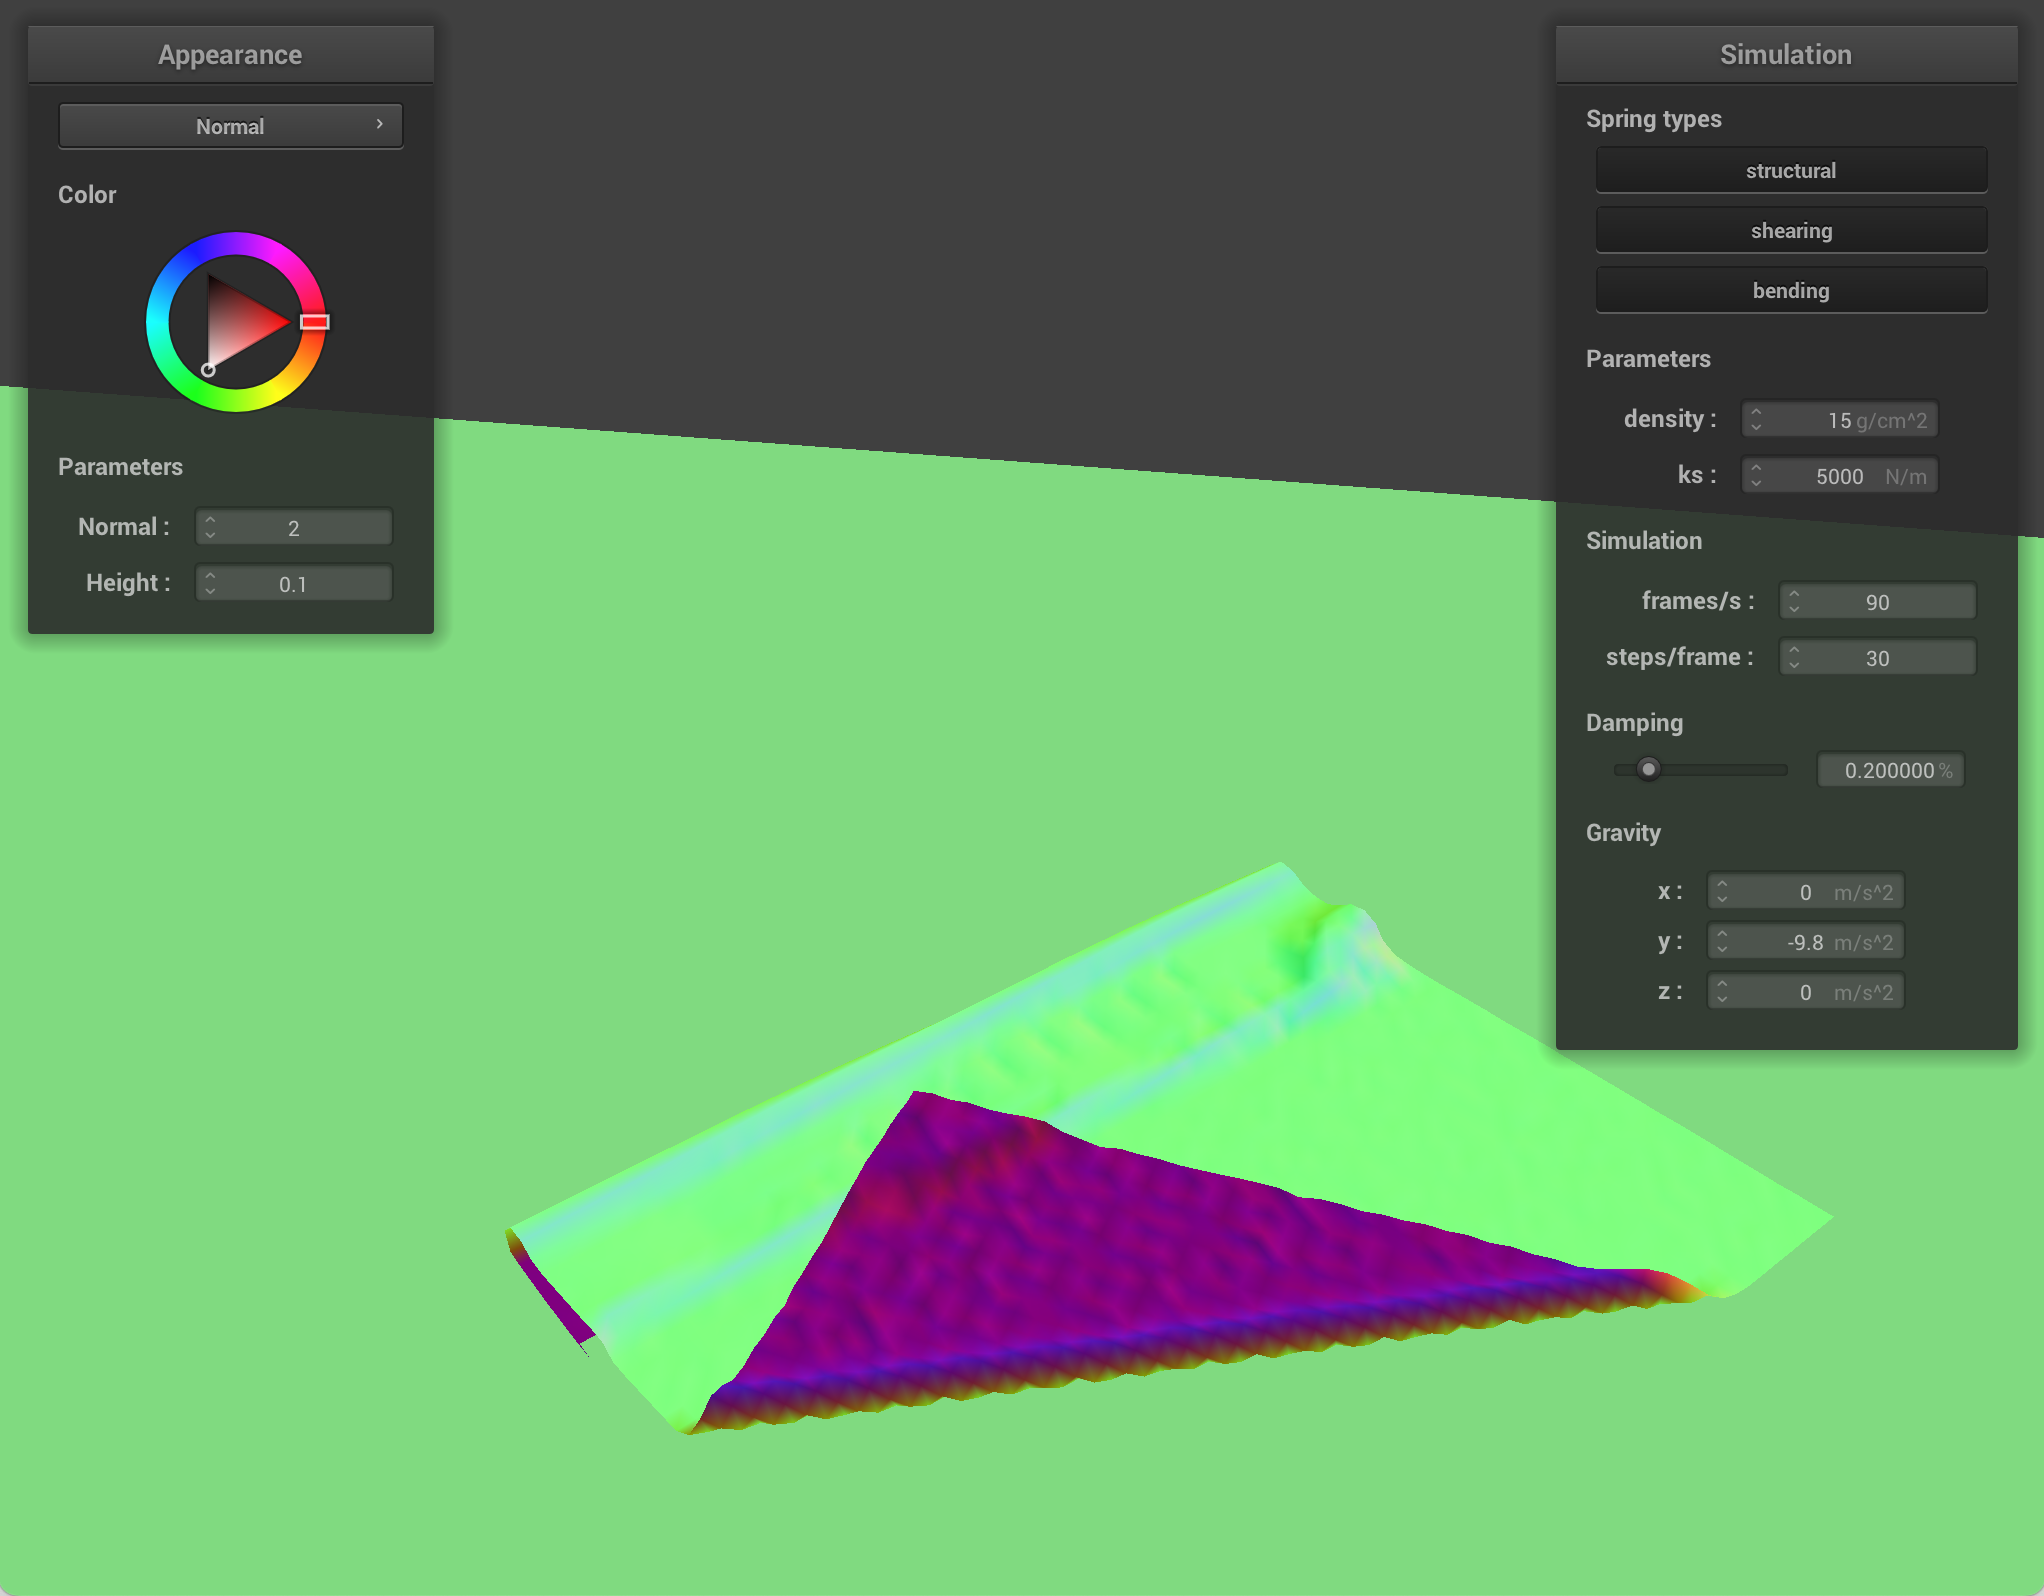 Appearance
Normal
Color
Parameters
Normal : 2
Height : 0.1
Simulation
Spring types
structural
shearing
bending
Parameters
density : 15 g/cm^2
ks : 5000 N/m
Simulation
frames/s : 90
steps/frame : 30
Damping
0.200000 %
Gravity
x : 0 m/s^2
y : -9.8 m/s^2
z : 0 m/s^2